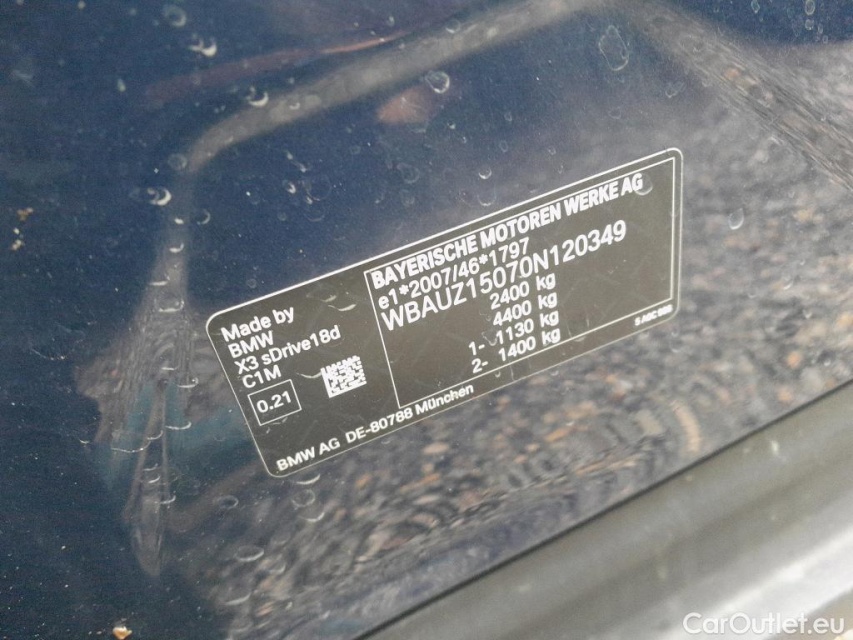 BAYERISCHE MOTOREN WERKE AG
e1*2007/46*1797
WBAUZ15070N120349
2400 kg
4400 kg
1- 1130 kg
2- 1400 kg
Made by
BMW
X3 sDrive18d
C1M
0.21
BMW AG DE-80788 München
CarOutlet.eu